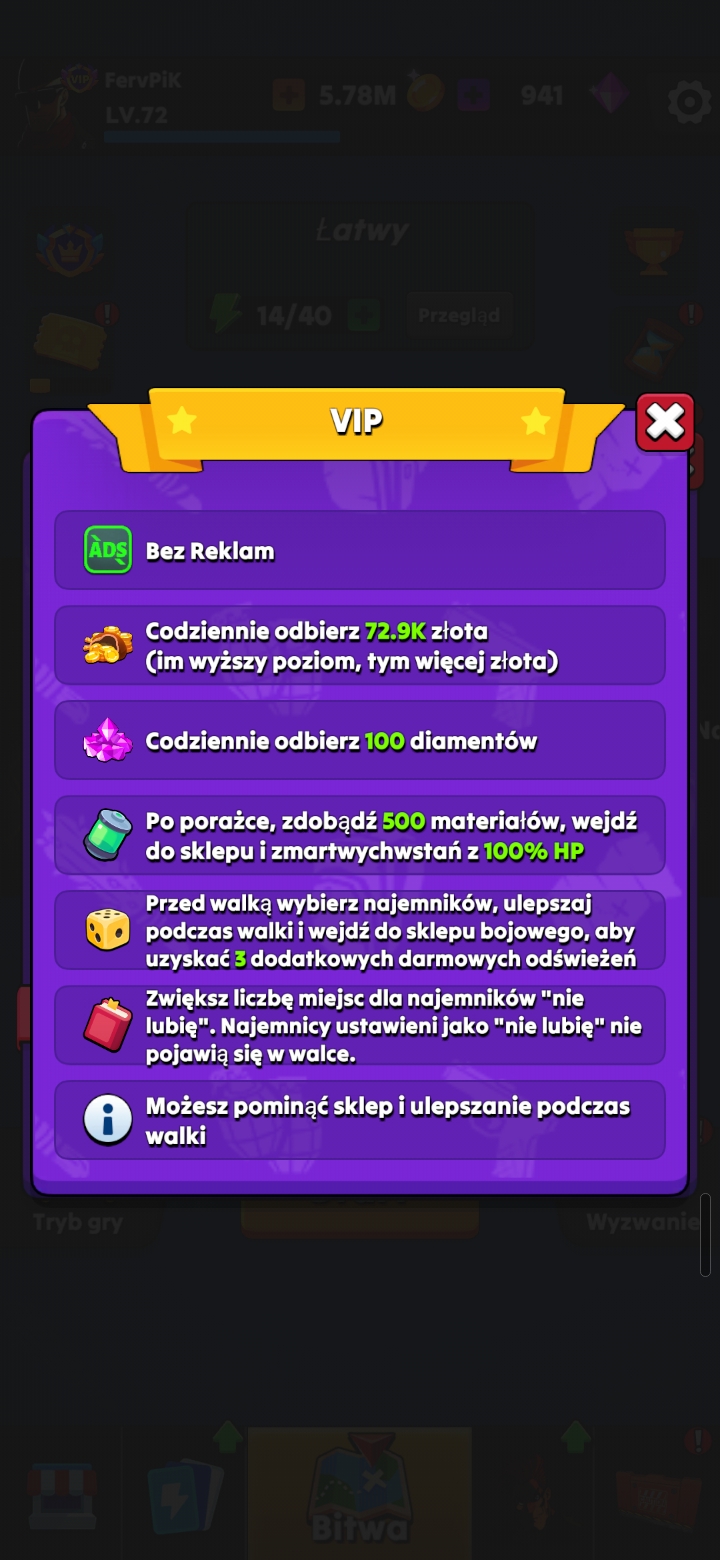 VIP
FervPiK
5.78M
941
LV.72
Łatwy
14/40
Przegląd
VIP
ADS
Bez Reklam
Codziennie odbierz 72.9K złota
(im wyższy poziom, tym więcej złota)
Codziennie odbierz 100 diamentów
Po porażce, zdobądź 500 materiałów, wejdź
do sklepu i zmartwychwstań z 100% HP
Przed walką wybierz najemników, ulepszaj
podczas walki i wejdź do sklepu bojowego, aby
uzyskać 3 dodatkowych darmowych odświeżeń
Zwiększ liczbę miejsc dla najemników "nie
lubię". Najemnicy ustawieni jako "nie lubię" nie
pojawią się w walce.
Możesz pominąć sklep i ulepszanie podczas
walki
Tryb gry
Wyzwanie
Bitwa